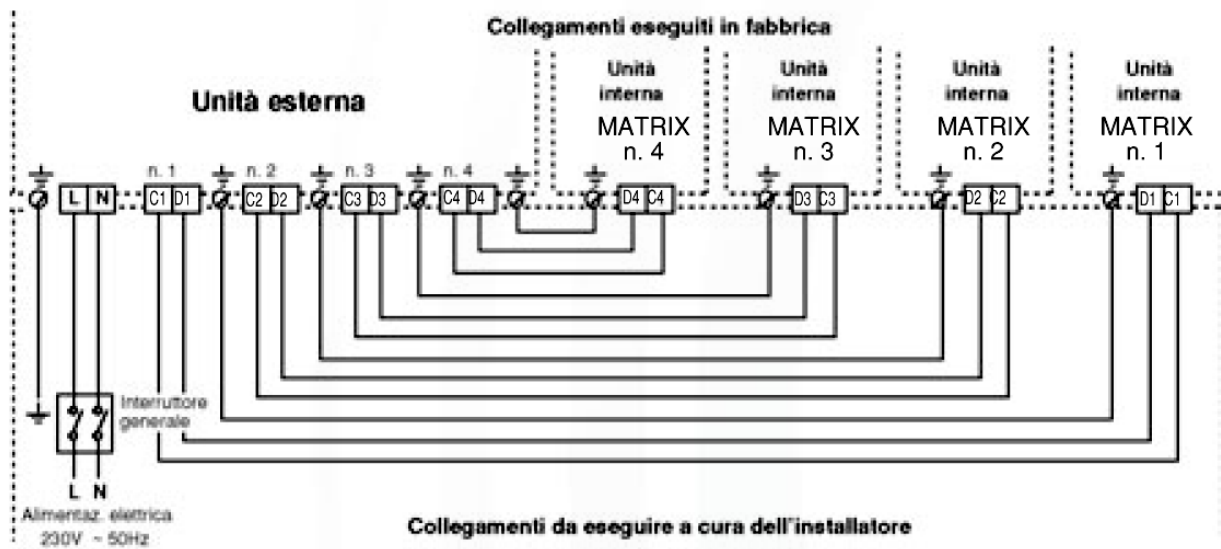 Collegamenti eseguiti in fabbrica
Unità esterna
Unità
interna
MATRIX
n. 4
Unità
interna
MATRIX
n. 3
Unità
interna
MATRIX
n. 2
Unità
interna
MATRIX
n. 1
n. 1
n. 2
n. 3
n. 4
L N C1 D1 C2 D2 C3 D3 C4 D4 D4 C4 D3 C3 D2 C2 D1 C1
Interruttore
generale
L N
Alimentaz. elettrica
230V ~ 50Hz
Collegamenti da eseguire a cura dell'installatore